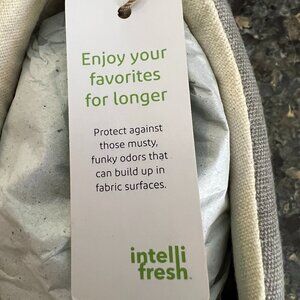 Enjoy your
favorites
for longer
Protect against
those musty,
funky odors that
can build up in
fabric surfaces.
intelli
fresh™